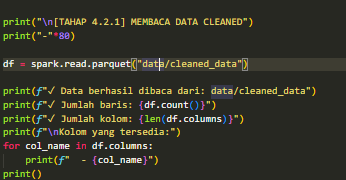 print("\n[TAHAP 4.2.1] MEMBACA DATA CLEANED")
print("-"*80)
df = spark.read.parquet("data/cleaned_data")
print(f"✓ Data berhasil dibaca dari: data/cleaned_data")
print(f"✓ Jumlah baris: {df.count()}")
print(f"✓ Jumlah kolom: {len(df.columns)}")
print(f"\nKolom yang tersedia:")
for col_name in df.columns:
    print(f"  - {col_name}")
print()